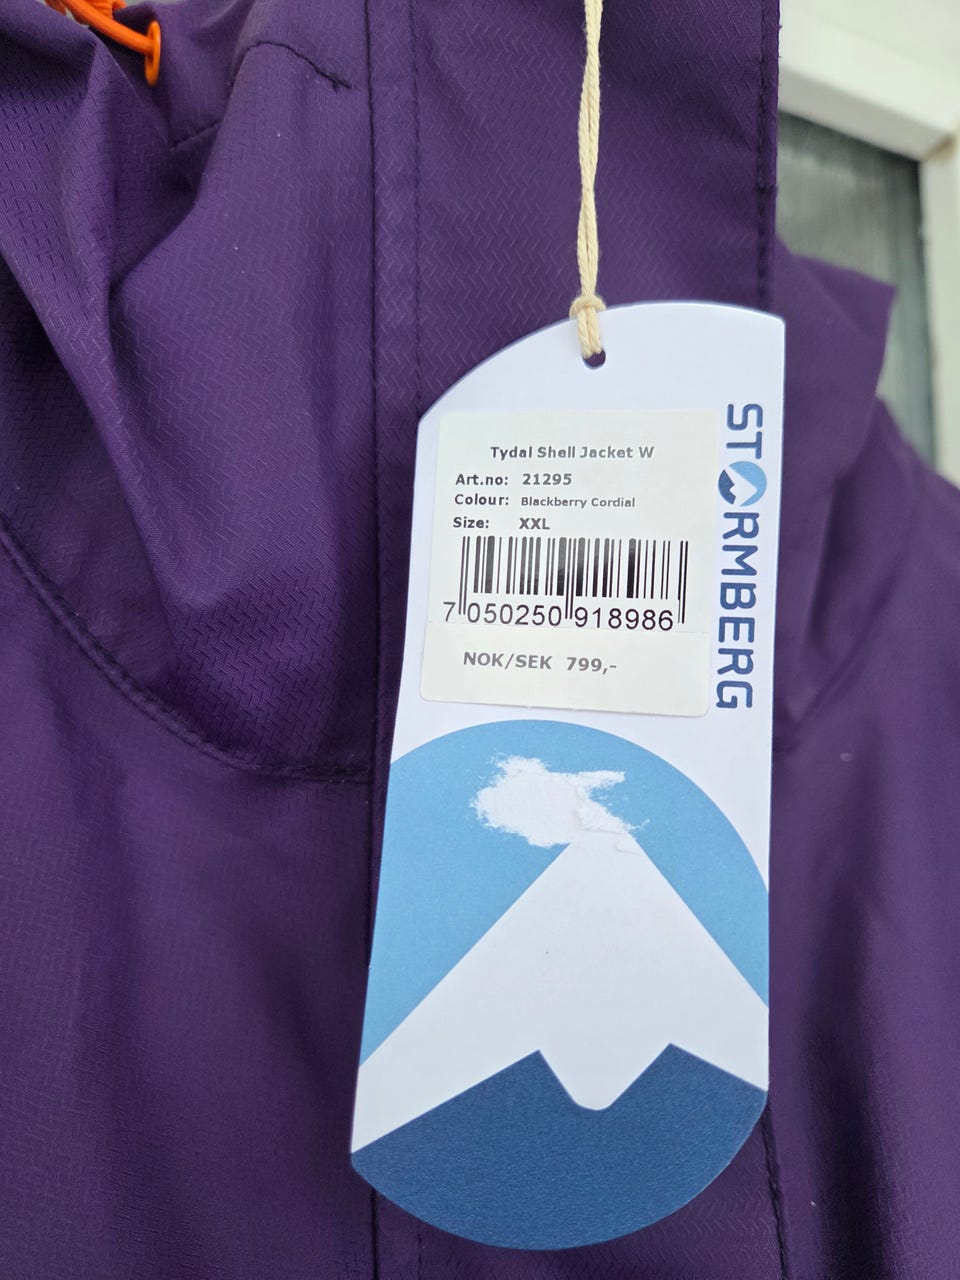 Tydal Shell Jacket W
Art.no: 21295
Colour: Blackberry Cordial
Size: XXL
7 050250 918986
NOK/SEK 799,-
STORMBERG